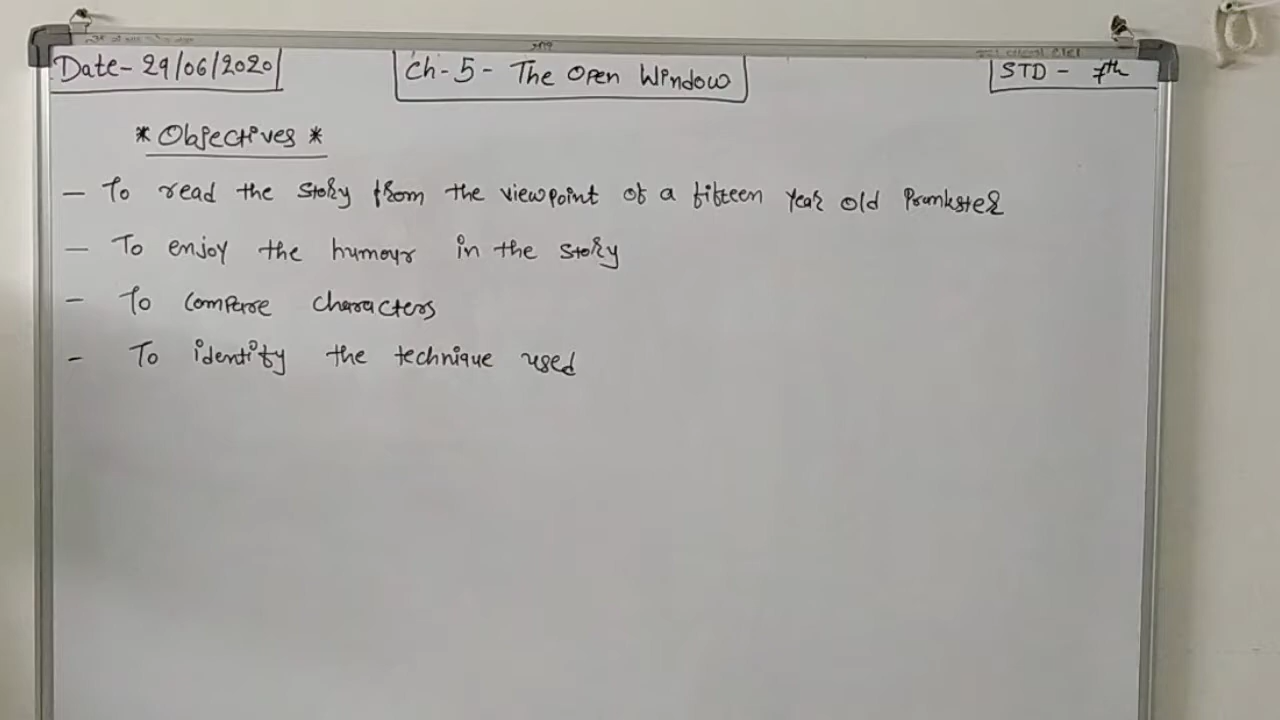 Date- 29/06/2020
Ch-5- The Open Window
STD - 7th
* Objectives *
- To read the story from the viewpoint of a fifteen year old Prankster
- To enjoy the humour in the story
- To compare characters
- To identify the technique used